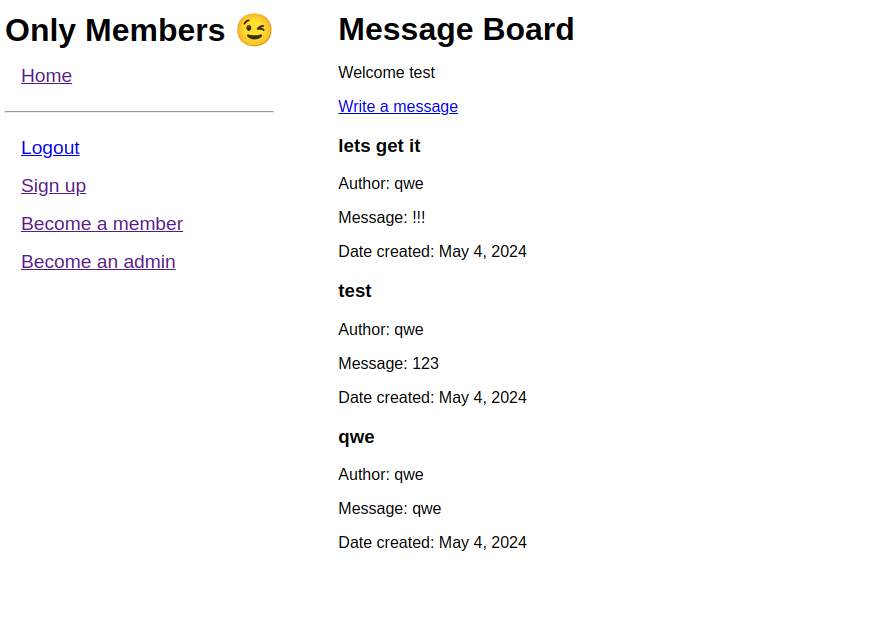 Only Members 😉
Home
Logout
Sign up
Become a member
Become an admin
Message Board
Welcome test
Write a message
lets get it
Author: qwe
Message: !!!
Date created: May 4, 2024
test
Author: qwe
Message: 123
Date created: May 4, 2024
qwe
Author: qwe
Message: qwe
Date created: May 4, 2024